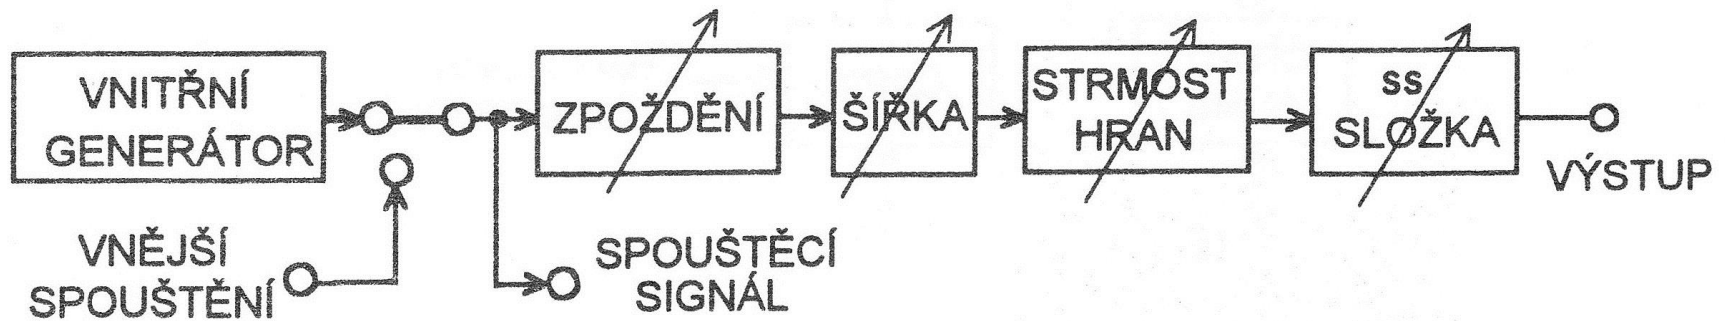 VNITŘNÍ
GENERÁTOR
ZPOŽDĚNÍ
ŠÍŘKA
STRMOST
HRAN
ss
SLOŽKA
VÝSTUP
VNĚJŠÍ
SPOUŠTĚNÍ
SPOUŠTĚCÍ
SIGNÁL